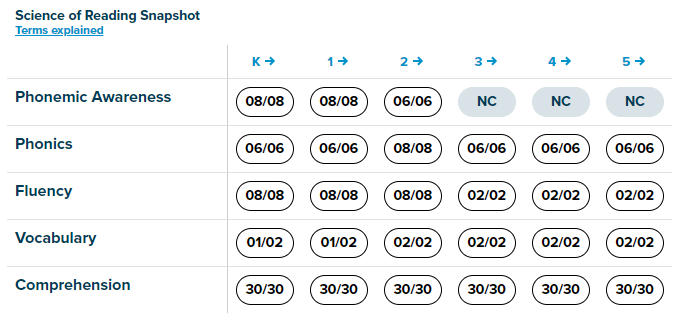 Science of Reading Snapshot
Terms explained
K → 1 → 2 → 3 → 4 → 5 →
Phonemic Awareness 08/08 08/08 06/06 NC NC NC
Phonics 06/06 06/06 08/08 06/06 06/06 06/06
Fluency 08/08 08/08 08/08 02/02 02/02 02/02
Vocabulary 01/02 01/02 02/02 02/02 02/02 02/02
Comprehension 30/30 30/30 30/30 30/30 30/30 30/30